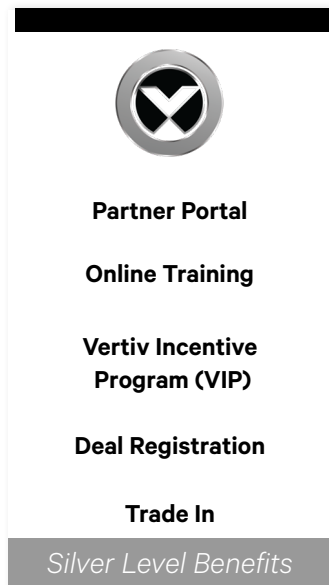 Partner Portal
Online Training
Vertiv Incentive
Program (VIP)
Deal Registration
Trade In
Silver Level Benefits